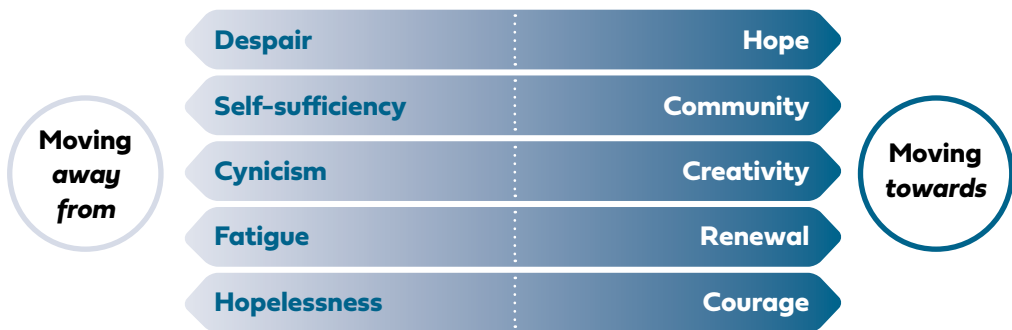 Despair Hope
Self-sufficiency Community
Moving
away
from
Cynicism Creativity
Moving
towards
Fatigue Renewal
Hopelessness Courage